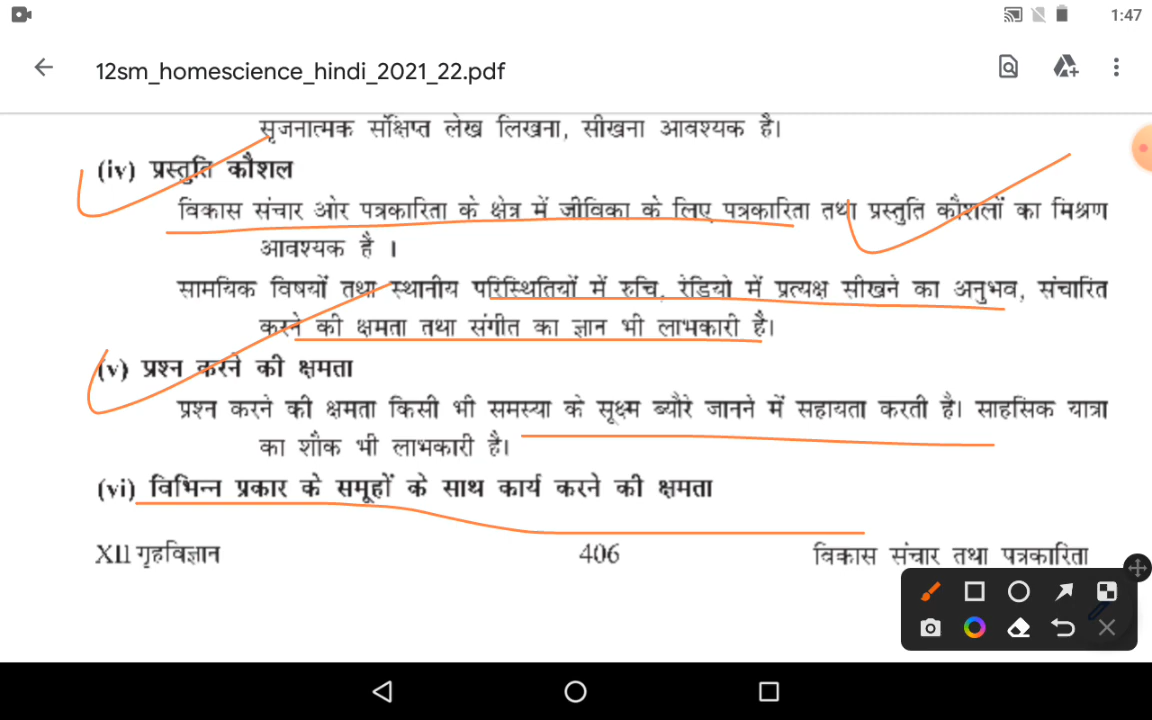 1:47
12sm_homescience_hindi_2021_22.pdf
सृजनात्मक संक्षिप्त लेख लिखना, सीखना आवश्यक है।
(iv) प्रस्तुति कौशल
विकास संचार ओर पत्रकारिता के क्षेत्र में जीविका के लिए पत्रकारिता तथा प्रस्तुति कौशलों का मिश्रण
आवश्यक है ।
सामयिक विषयों तथा स्थानीय परिस्थितियों में रुचि, रेडियो में प्रत्यक्ष सीखने का अनुभव, संचारित
करने की क्षमता तथा संगीत का ज्ञान भी लाभकारी है।
(v) प्रश्न करने की क्षमता
प्रश्न करने की क्षमता किसी भी समस्या के सूक्ष्म ब्यौरे जानने में सहायता करती है। साहसिक यात्रा
का शौक भी लाभकारी है।
(vi) विभिन्न प्रकार के समूहों के साथ कार्य करने की क्षमता
XII गृहविज्ञान 406 विकास संचार तथा पत्रकारिता